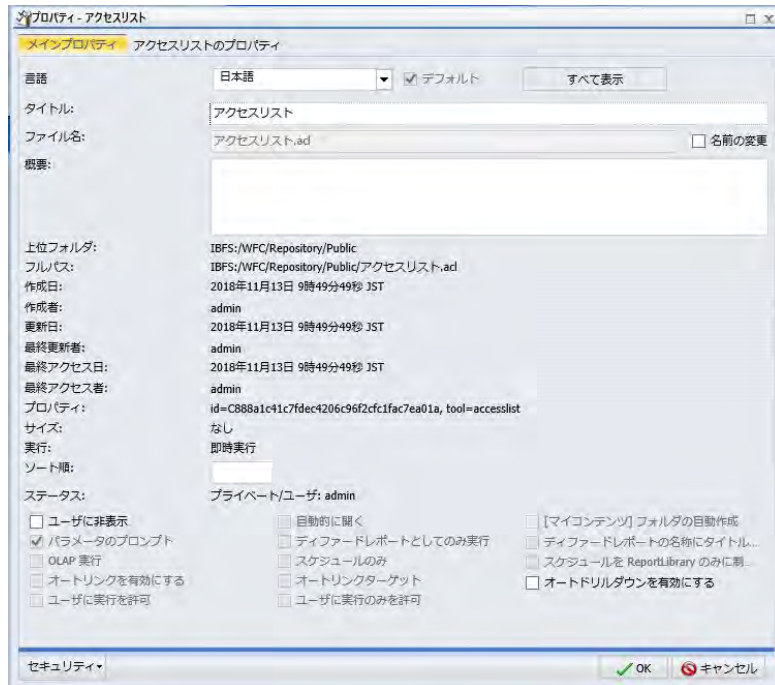 プロパティ - アクセスリスト
メインプロパティ アクセスリストのプロパティ
言語 日本語 デフォルト すべて表示
タイトル: アクセスリスト
ファイル名: アクセスリスト.ad 名前の変更
概要:
上位フォルダ: IBFS:/WFC/Repository/Public
フルパス: IBFS:/WFC/Repository/Public/アクセスリスト.ad
作成日: 2018年11月13日 9時49分49秒 JST
作成者: admin
更新日: 2018年11月13日 9時49分49秒 JST
最終更新者: admin
最終アクセス日: 2018年11月13日 9時49分49秒 JST
最終アクセス者: admin
プロパティ: id=C888a1c41c7fdec4206c96f2cfc1fac7ea01a, tool=accesslist
サイズ: なし
実行: 即時実行
ソート順:
ステータス: プライベート/ユーザ: admin
ユーザに非表示 自動的に開く [マイコンテンツ] フォルダの自動作成
パラメータのプロンプト ディファードレポートとしてのみ実行 ディファードレポートの名称にタイトル...
OLAP 実行 スケジュールのみ スケジュールを ReportLibrary のみに制...
オートリンクを有効にする オートリンクターゲット オートドリルダウンを有効にする
ユーザに実行を許可 ユーザに実行のみを許可
セキュリティ OK キャンセル